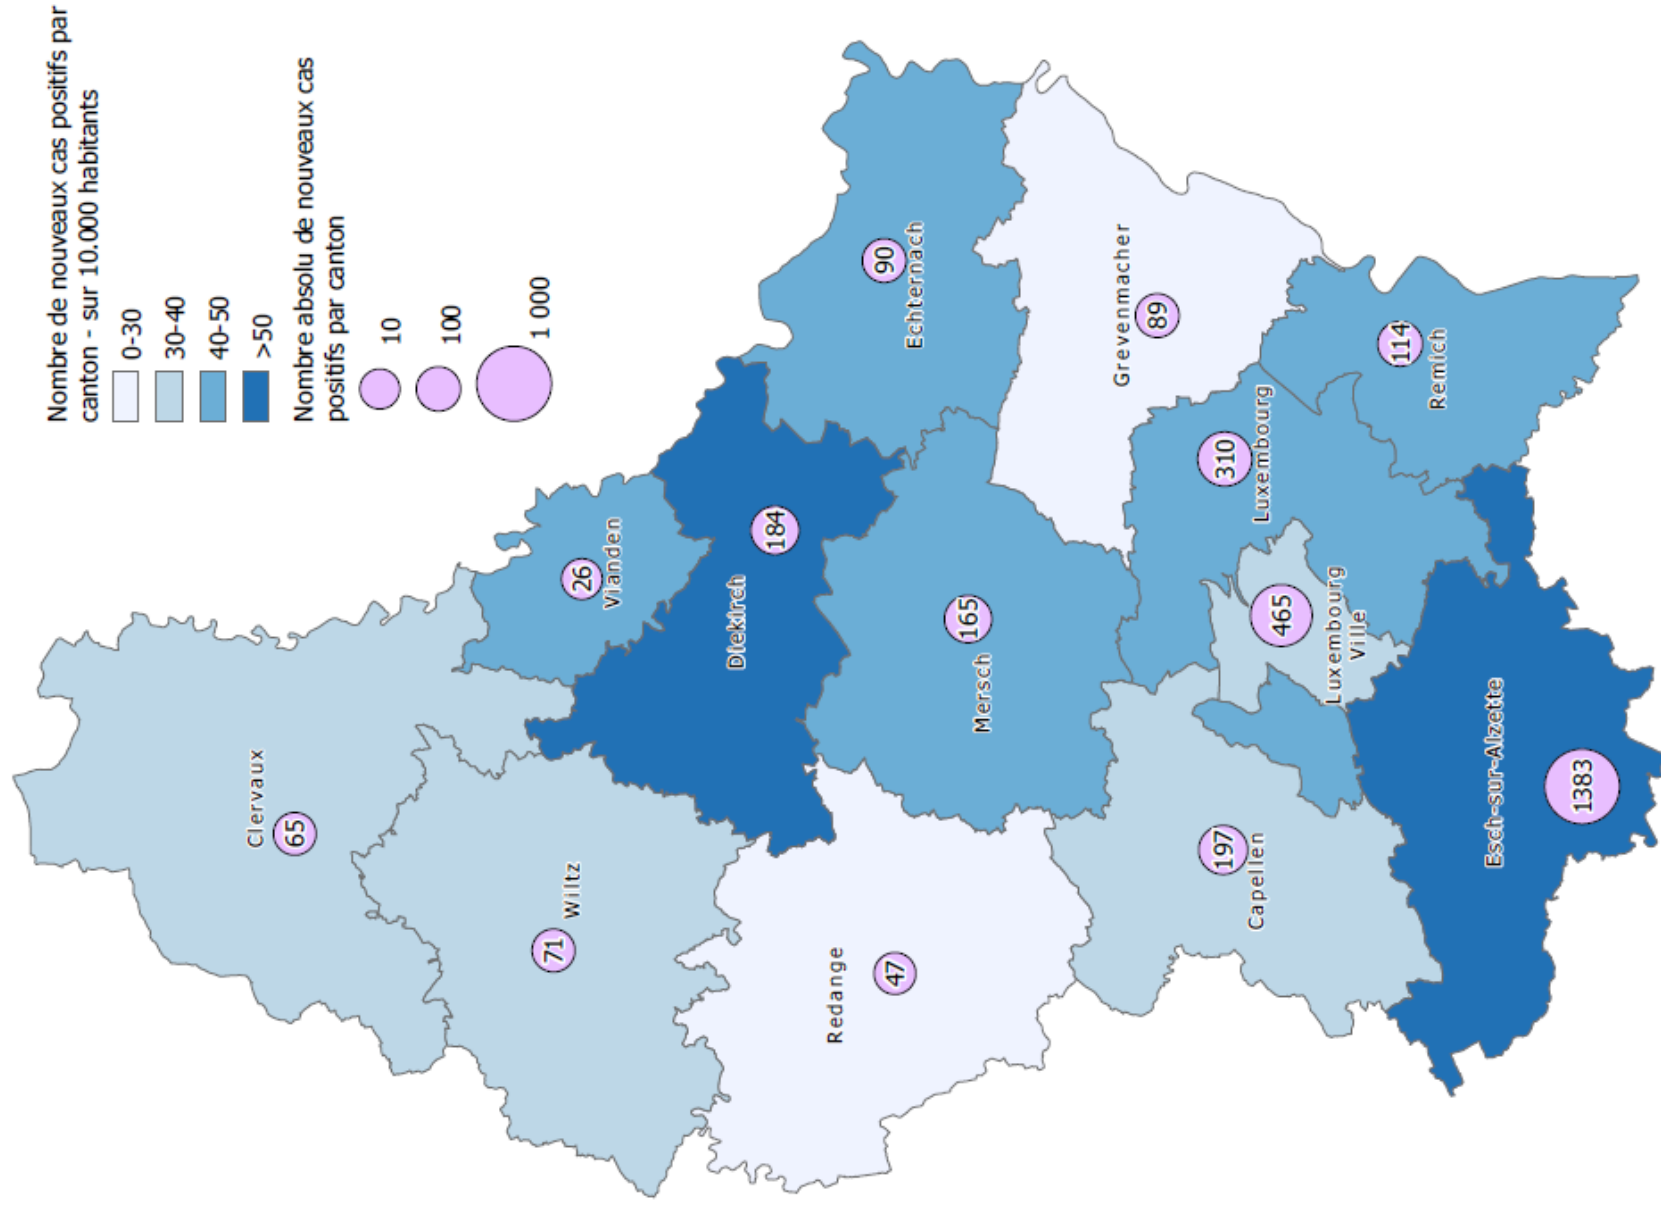 Nombre de nouveaux cas positifs par
canton - sur 10.000 habitants
0-30
30-40
40-50
>50
Nombre absolu de nouveaux cas
positifs par canton
10
100
1 000
Clervaux
65
Wiltz
71
26
Vianden
Diekirch
184
Redange
47
165
Mersch
90
Echternach
Grevenmacher
89
197
Capellen
310
Luxembourg
465
Luxembourg
Ville
114
Remich
Esch-sur-Alzette
1383